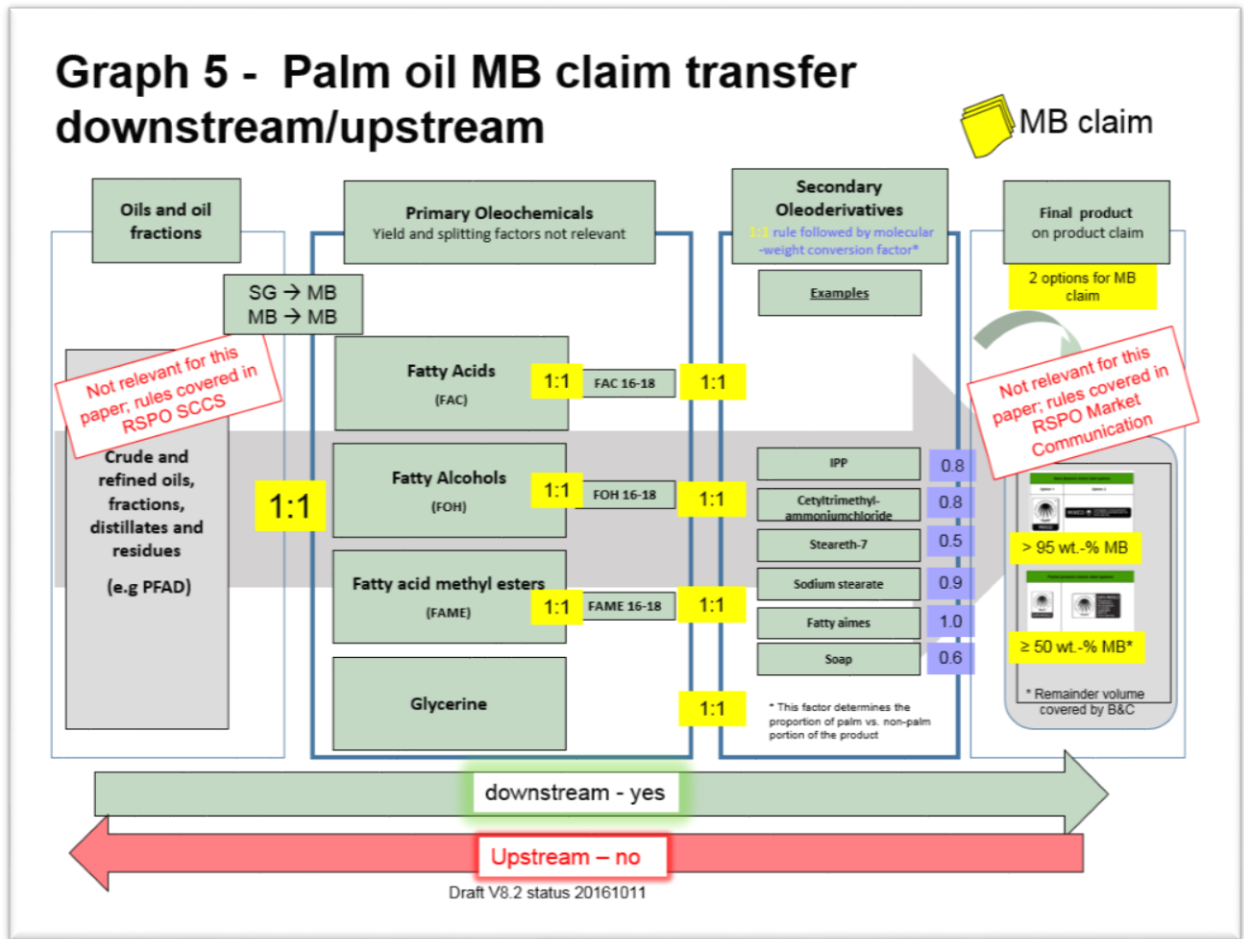 Graph 5 - Palm oil MB claim transfer
downstream/upstream
MB claim
Oils and oil
fractions
Primary Oleochemicals
Yield and splitting factors not relevant
Secondary
Oleoderivatives
1:1 rule followed by molecular
-weight conversion factor*
Final product
on product claim
SG → MB
MB → MB
Examples
2 options for MB
claim
Not relevant for this
paper; rules covered in
RSPO SCCS
Crude and
refined oils,
fractions,
distillates and
residues
(e.g PFAD)
1:1
Fatty Acids
(FAC)
1:1
FAC 16-18
1:1
Fatty Alcohols
(FOH)
1:1
FOH 16-18
1:1
Fatty acid methyl esters
(FAME)
1:1
FAME 16-18
1:1
Glycerine
1:1
IPP
0.8
Cetyltrimethyl-
ammoniumchloride
0.8
Steareth-7
0.5
Sodium stearate
0.9
Fatty aimes
1.0
Soap
0.6
* This factor determines the
proportion of palm vs. non-palm
portion of the product
Not relevant for this
paper; rules covered in
RSPO Market
Communication
> 95 wt.-% MB
≥ 50 wt.-% MB*
* Remainder volume
covered by B&C
downstream - yes
Upstream – no
Draft V8.2 status 20161011